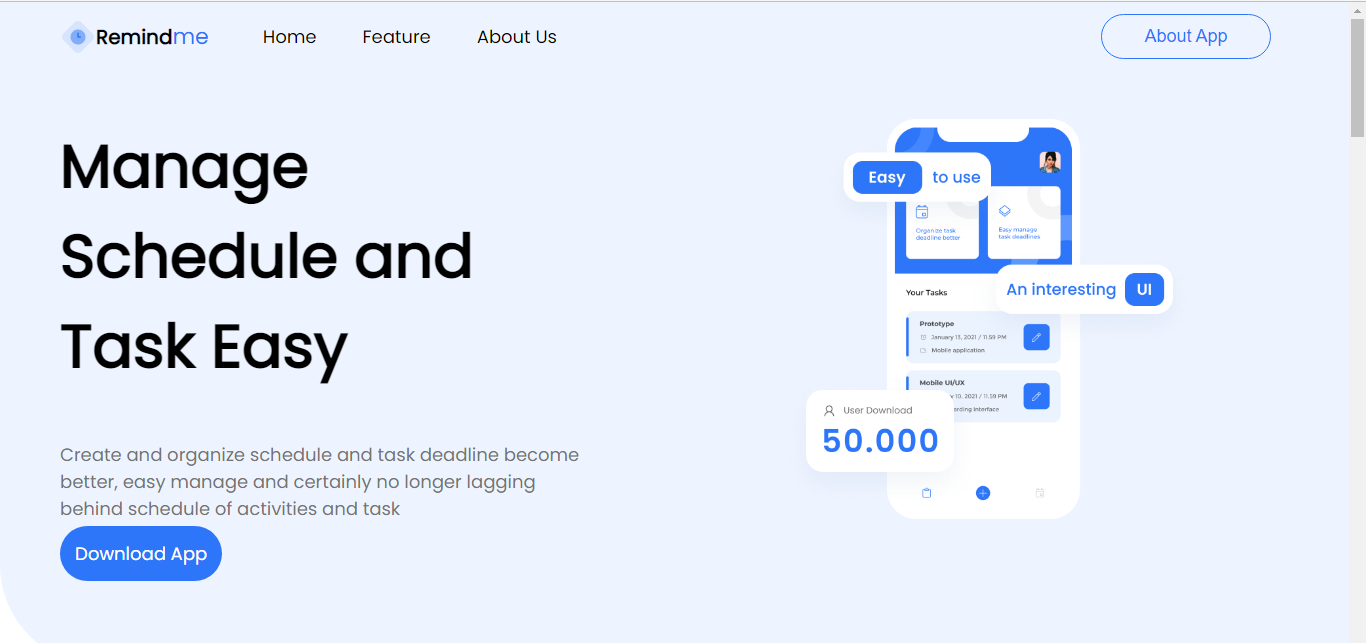 Remindme Home Feature About Us About App
Manage
Schedule and
Task Easy
Create and organize schedule and task deadline become
better, easy manage and certainly no longer lagging
behind schedule of activities and task
Download App
Easy to use
Organize task
deadline better
Easy manage
task deadlines
An interesting UI
Your Tasks
Prototype
January 13, 2021 / 11.59 PM
Mobile application
Mobile UI/UX
10, 2021 / 11.59 PM
interface
User Download
50.000